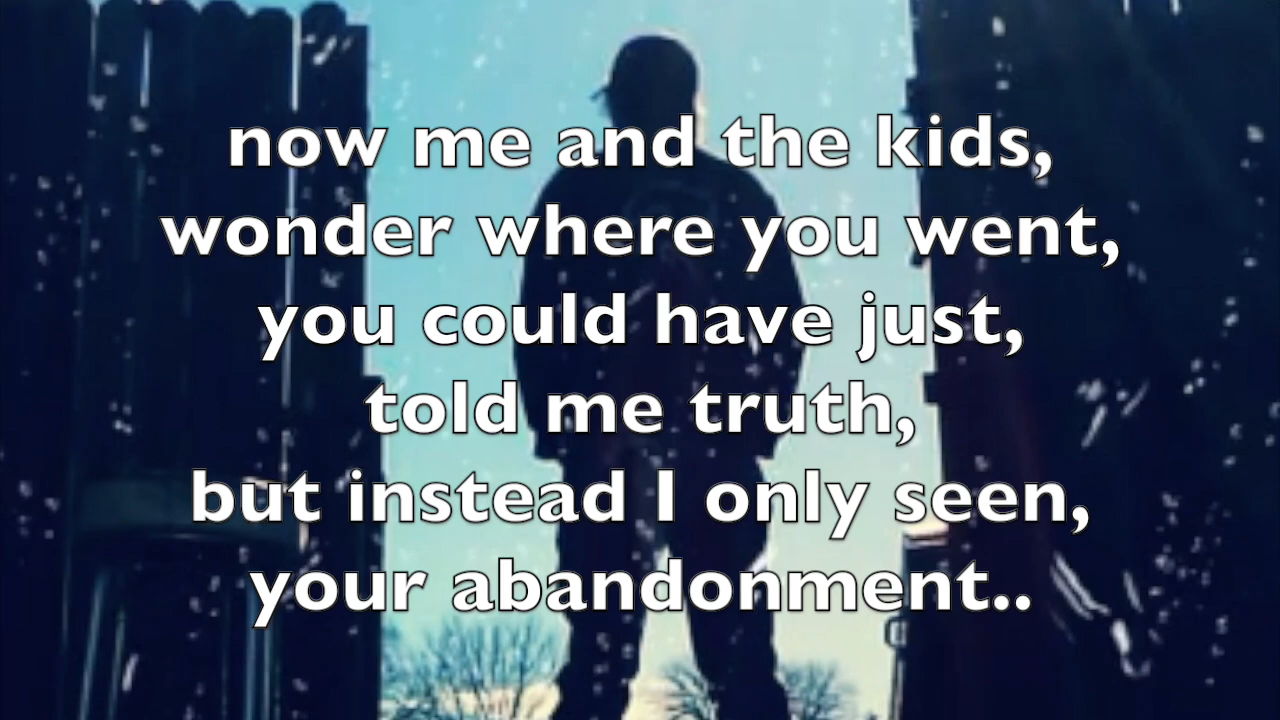 now me and the kids,
wonder where you went,
you could have just,
told me truth,
but instead I only seen,
your abandonment..